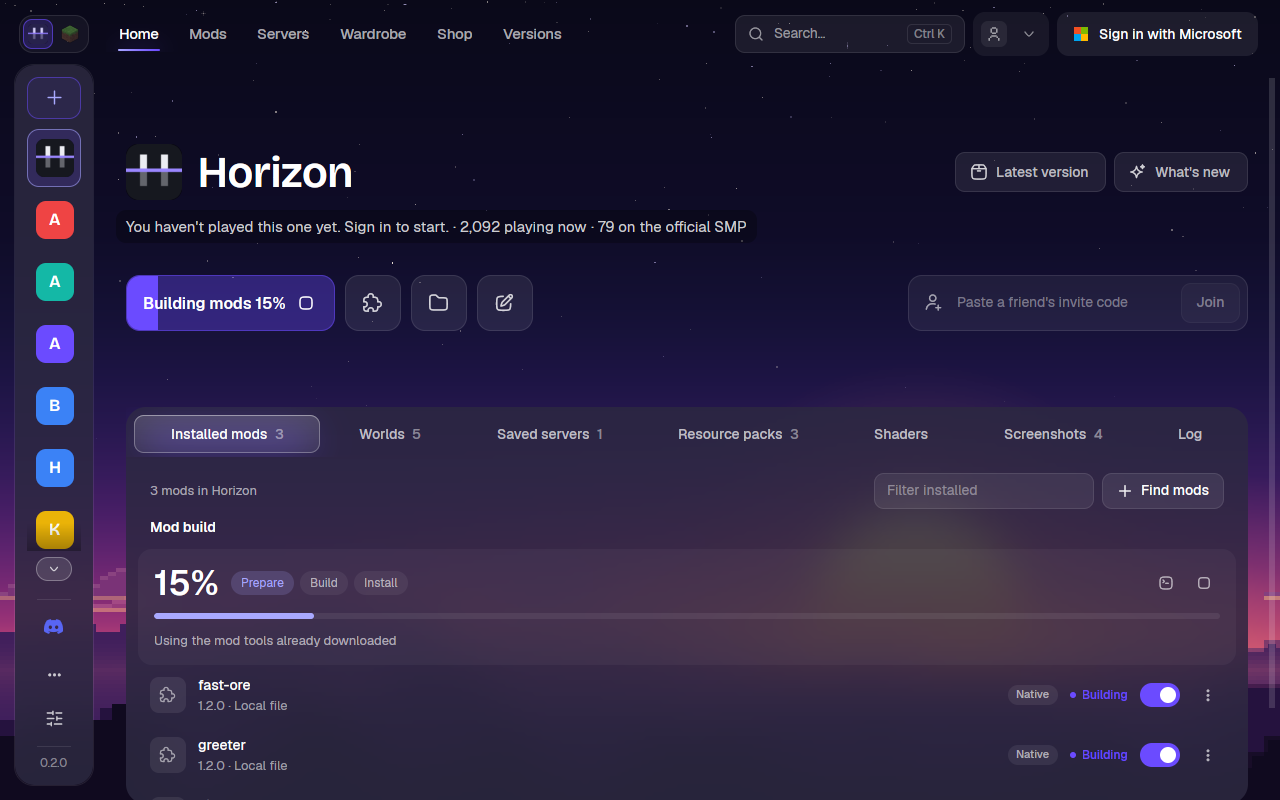 Home
Mods
Servers
Wardrobe
Shop
Versions
Search...
Ctrl K
Sign in with Microsoft
Horizon
Latest version
What's new
You haven't played this one yet. Sign in to start. · 2,092 playing now · 79 on the official SMP
Building mods 15%
Paste a friend's invite code
Join
A
A
A
B
H
K
0.2.0
Installed mods 3
Worlds 5
Saved servers 1
Resource packs 3
Shaders
Screenshots 4
Log
3 mods in Horizon
Filter installed
Find mods
Mod build
15%
Prepare
Build
Install
Using the mod tools already downloaded
fast-ore
1.2.0 · Local file
Native
Building
greeter
1.2.0 · Local file
Native
Building